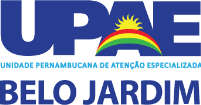 UPAE
UNIDADE PERNAMBUCANA DE ATENÇÃO ESPECIALIZADA
BELO JARDIM